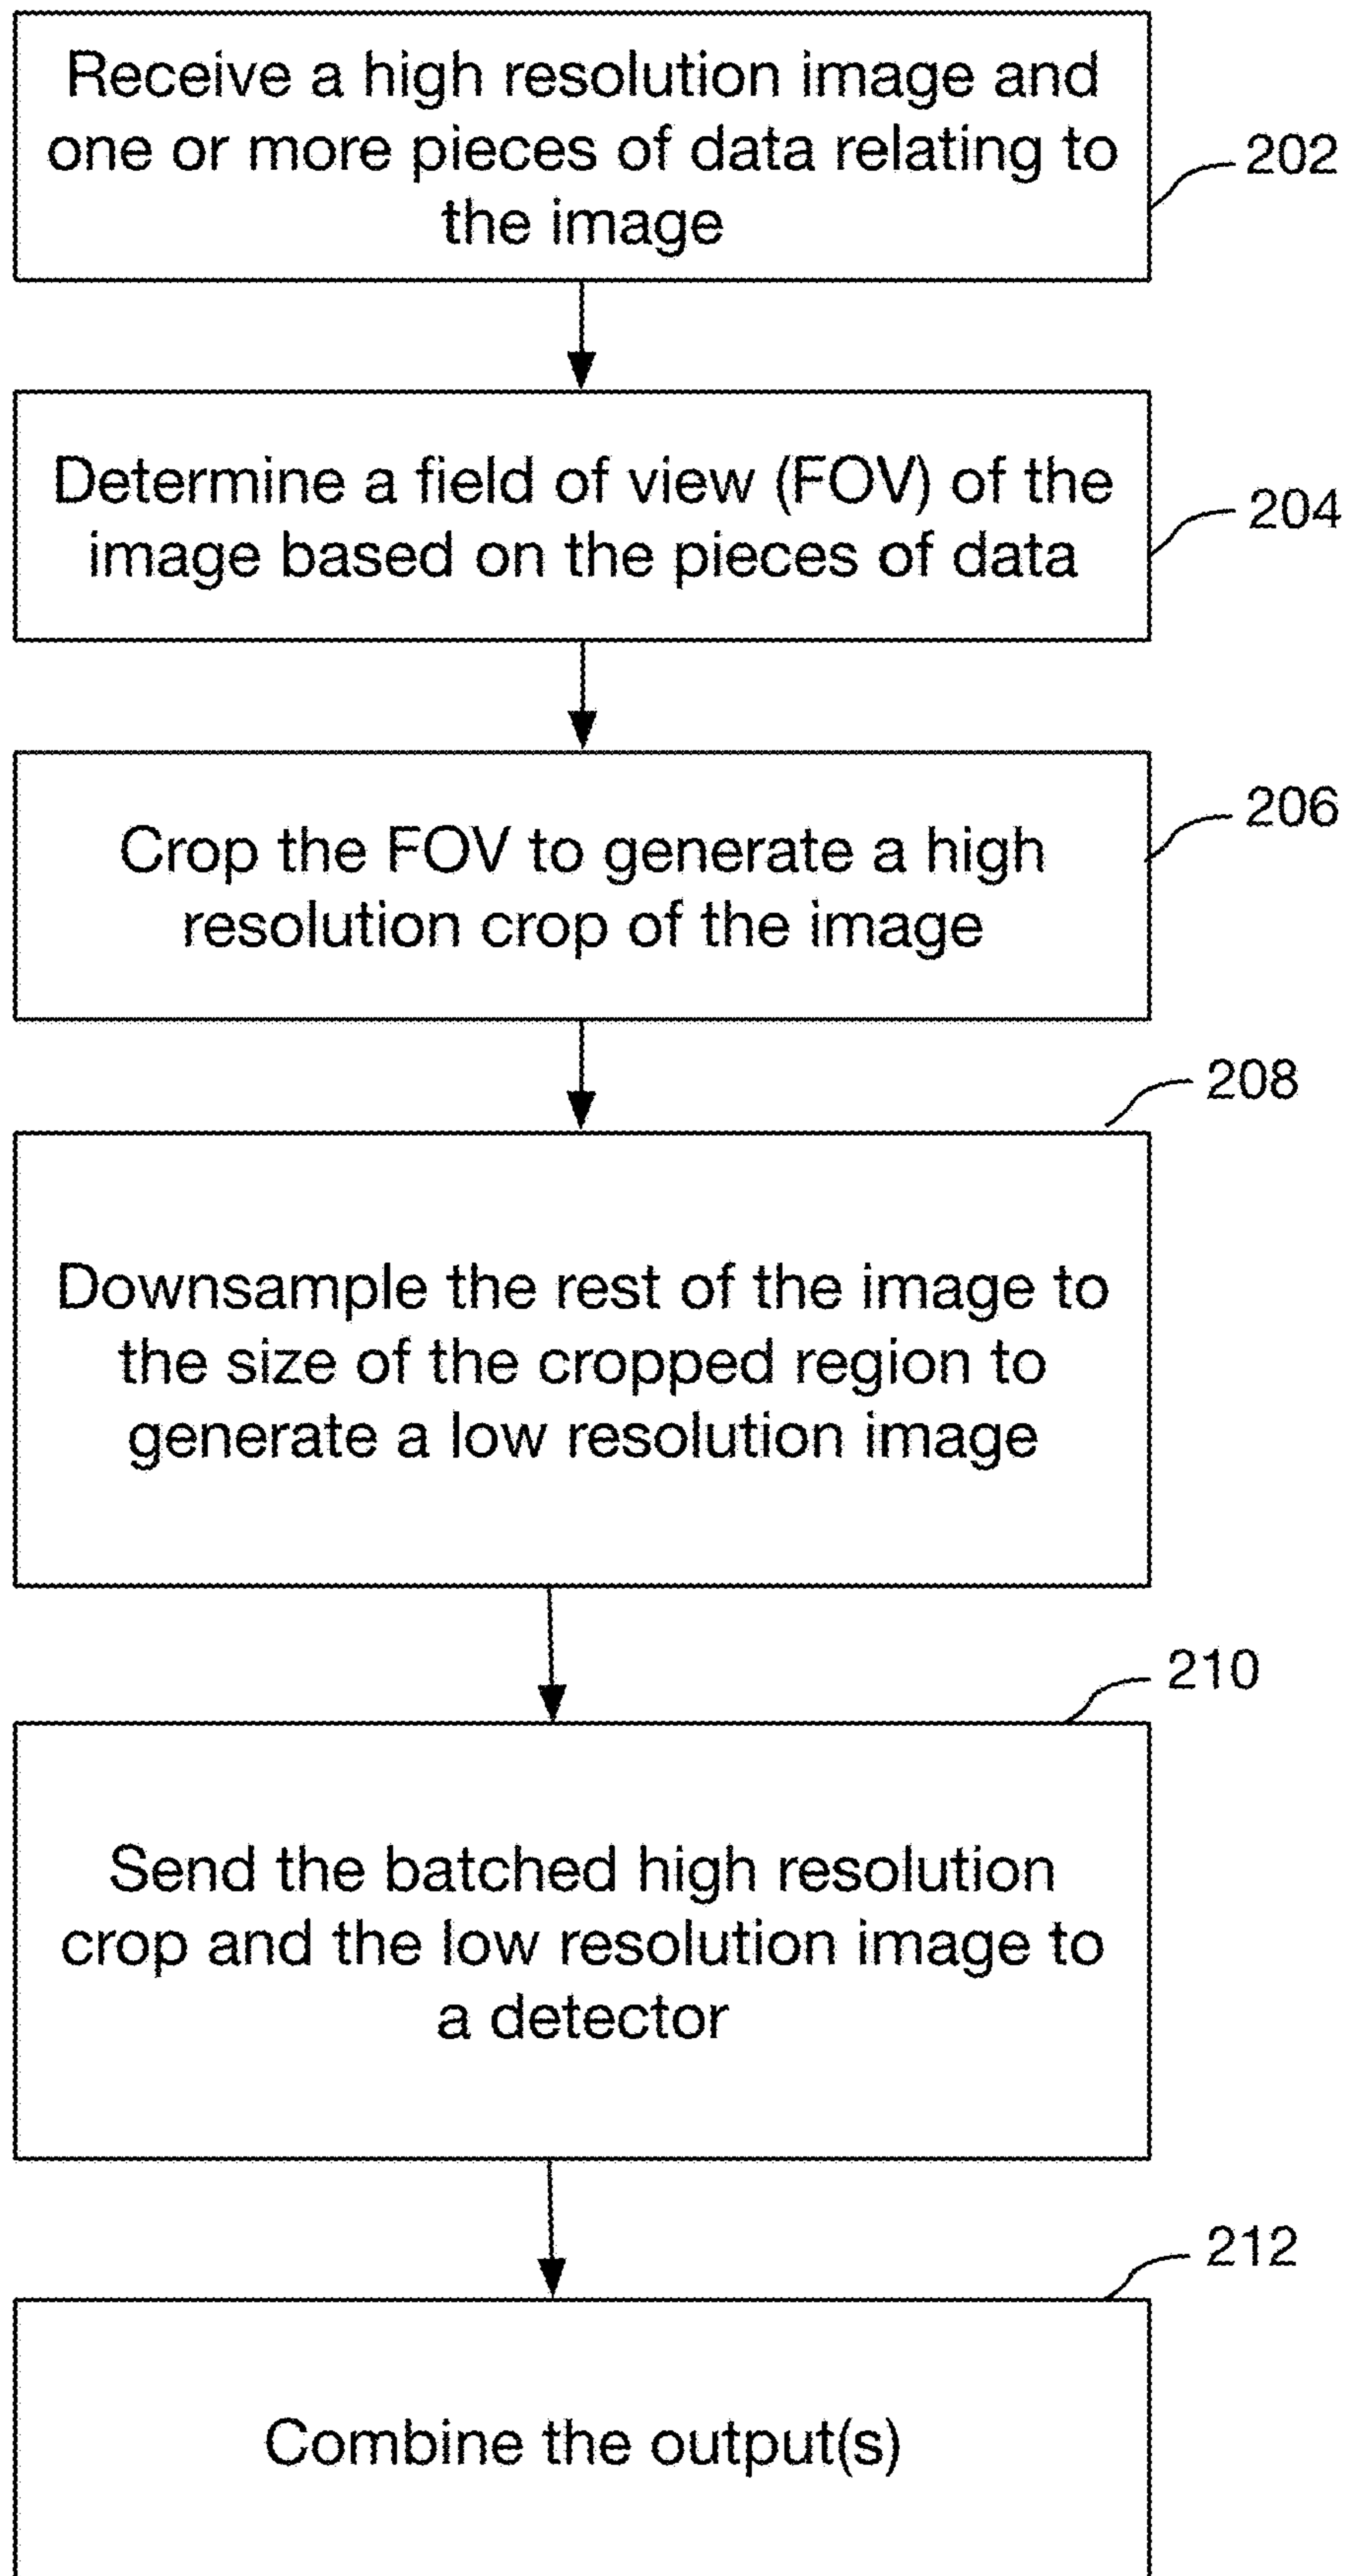 Receive a high resolution image and
one or more pieces of data relating to
the image
202
Determine a field of view (FOV) of the
image based on the pieces of data
204
Crop the FOV to generate a high
resolution crop of the image
206
208
Downsample the rest of the image to
the size of the cropped region to
generate a low resolution image
210
Send the batched high resolution
crop and the low resolution image to
a detector
212
Combine the output(s)